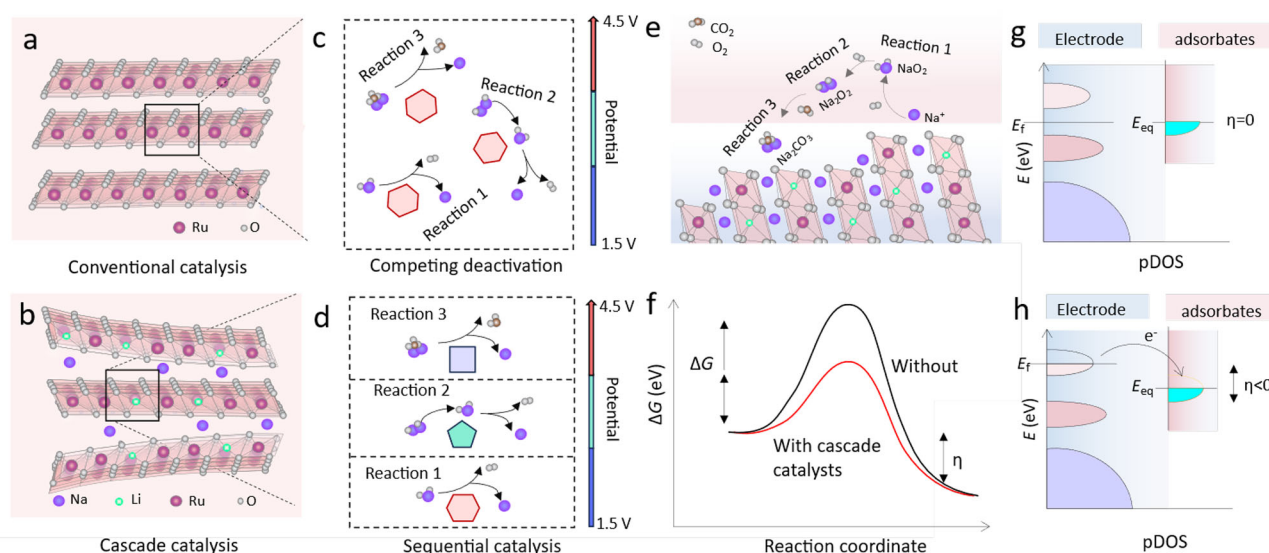 a
Ru
O
Conventional catalysis
b
Na
Li
Ru
O
Cascade catalysis
c
Reaction 3
Reaction 2
Reaction 1
Competing deactivation
4.5 V
Potential
1.5 V
d
Reaction 3
Reaction 2
Reaction 1
Sequential catalysis
4.5 V
Potential
1.5 V
e
CO2
O2
Reaction 1
Reaction 2
Reaction 3
NaO2
Na2O2
Na+
Na2CO3
f
ΔG (eV)
ΔG
Without
With cascade
catalysts
η
Reaction coordinate
g
Electrode
adsorbates
E (eV)
Ef
Eeq
η=0
pDOS
h
Electrode
adsorbates
e-
E (eV)
Ef
Eeq
η<0
pDOS